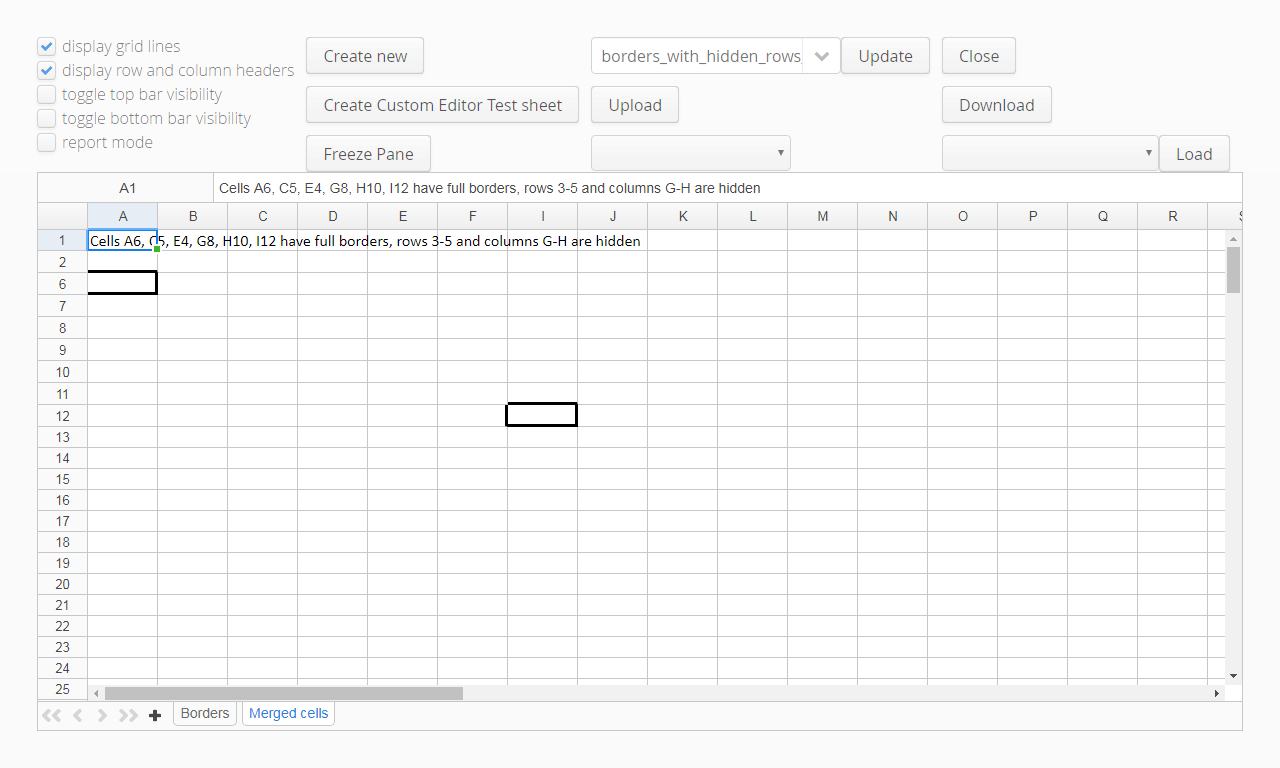 display grid lines
display row and column headers
toggle top bar visibility
toggle bottom bar visibility
report mode
Create new
borders_with_hidden_rows_
Update
Close
Create Custom Editor Test sheet
Upload
Download
Freeze Pane
Load
A1
Cells A6, C5, E4, G8, H10, I12 have full borders, rows 3-5 and columns G-H are hidden
A B C D E F I J K L M N O P Q R S
1 Cells A6, C5, E4, G8, H10, I12 have full borders, rows 3-5 and columns G-H are hidden
2
6
7
8
9
10
11
12
13
14
15
16
17
18
19
20
21
22
23
24
25
Borders
Merged cells